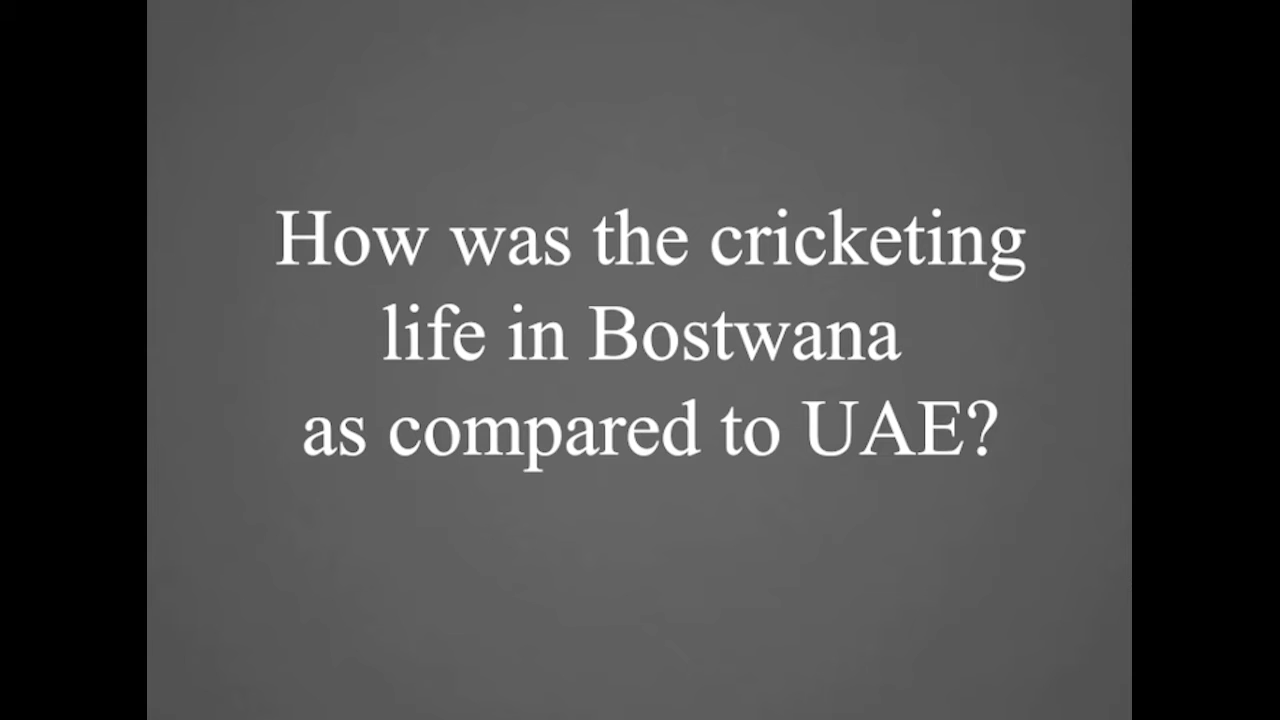 How was the cricketing
life in Bostwana
as compared to UAE?